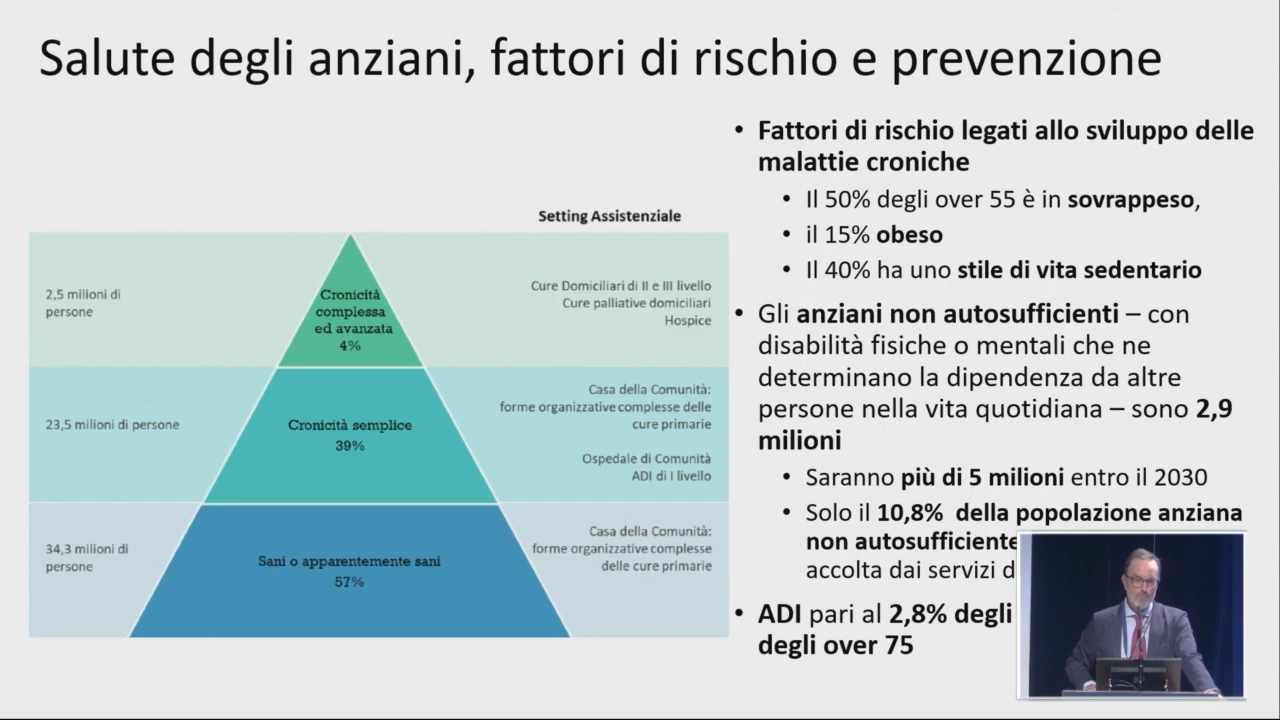 Salute degli anziani, fattori di rischio e prevenzione
Setting Assistenziale
2,5 milioni di
persone
Cronicità
complessa
ed avanzata
4%
Cure Domiciliari di II e III livello
Cure palliative domiciliari
Hospice
23,5 milioni di persone
Cronicità semplice
39%
Casa della Comunità:
forme organizzative complesse delle
cure primarie
Ospedale di Comunità
ADI di I livello
34,3 milioni di
persone
Sani o apparentemente sani
57%
Casa della Comunità:
forme organizzative complesse
delle cure primarie
• Fattori di rischio legati allo sviluppo delle
malattie croniche
• Il 50% degli over 55 è in sovrappeso,
• il 15% obeso
• Il 40% ha uno stile di vita sedentario
• Gli anziani non autosufficienti – con
disabilità fisiche o mentali che ne
determinano la dipendenza da altre
persone nella vita quotidiana – sono 2,9
milioni
• Saranno più di 5 milioni entro il 2030
• Solo il 10,8% della popolazione anziana
non autosufficiente
accolta dai servizi d
• ADI pari al 2,8% degli
degli over 75